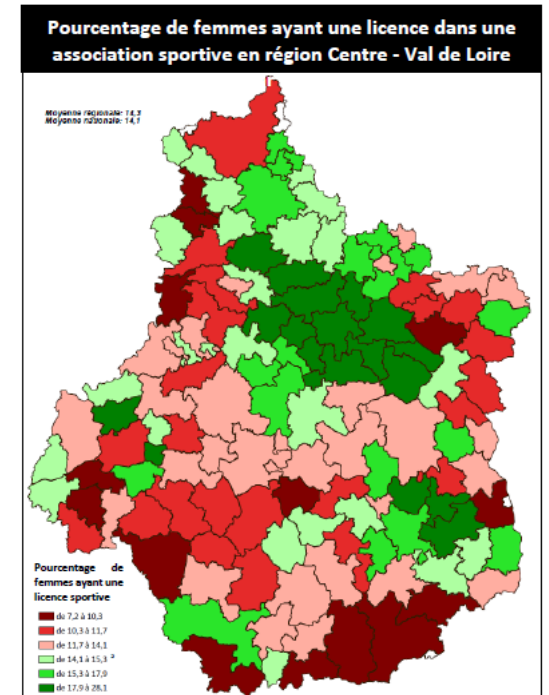 Pourcentage de femmes ayant une licence dans une
association sportive en région Centre - Val de Loire
Moyenne régionale: 14,3
Moyenne nationale: 14,1
Pourcentage de
femmes ayant une
licence sportive
de 7,2 à 10,3
de 10,3 à 11,7
de 11,7 à 14,1
de 14,1 à 15,3
de 15,3 à 17,9
de 17,9 à 28,1